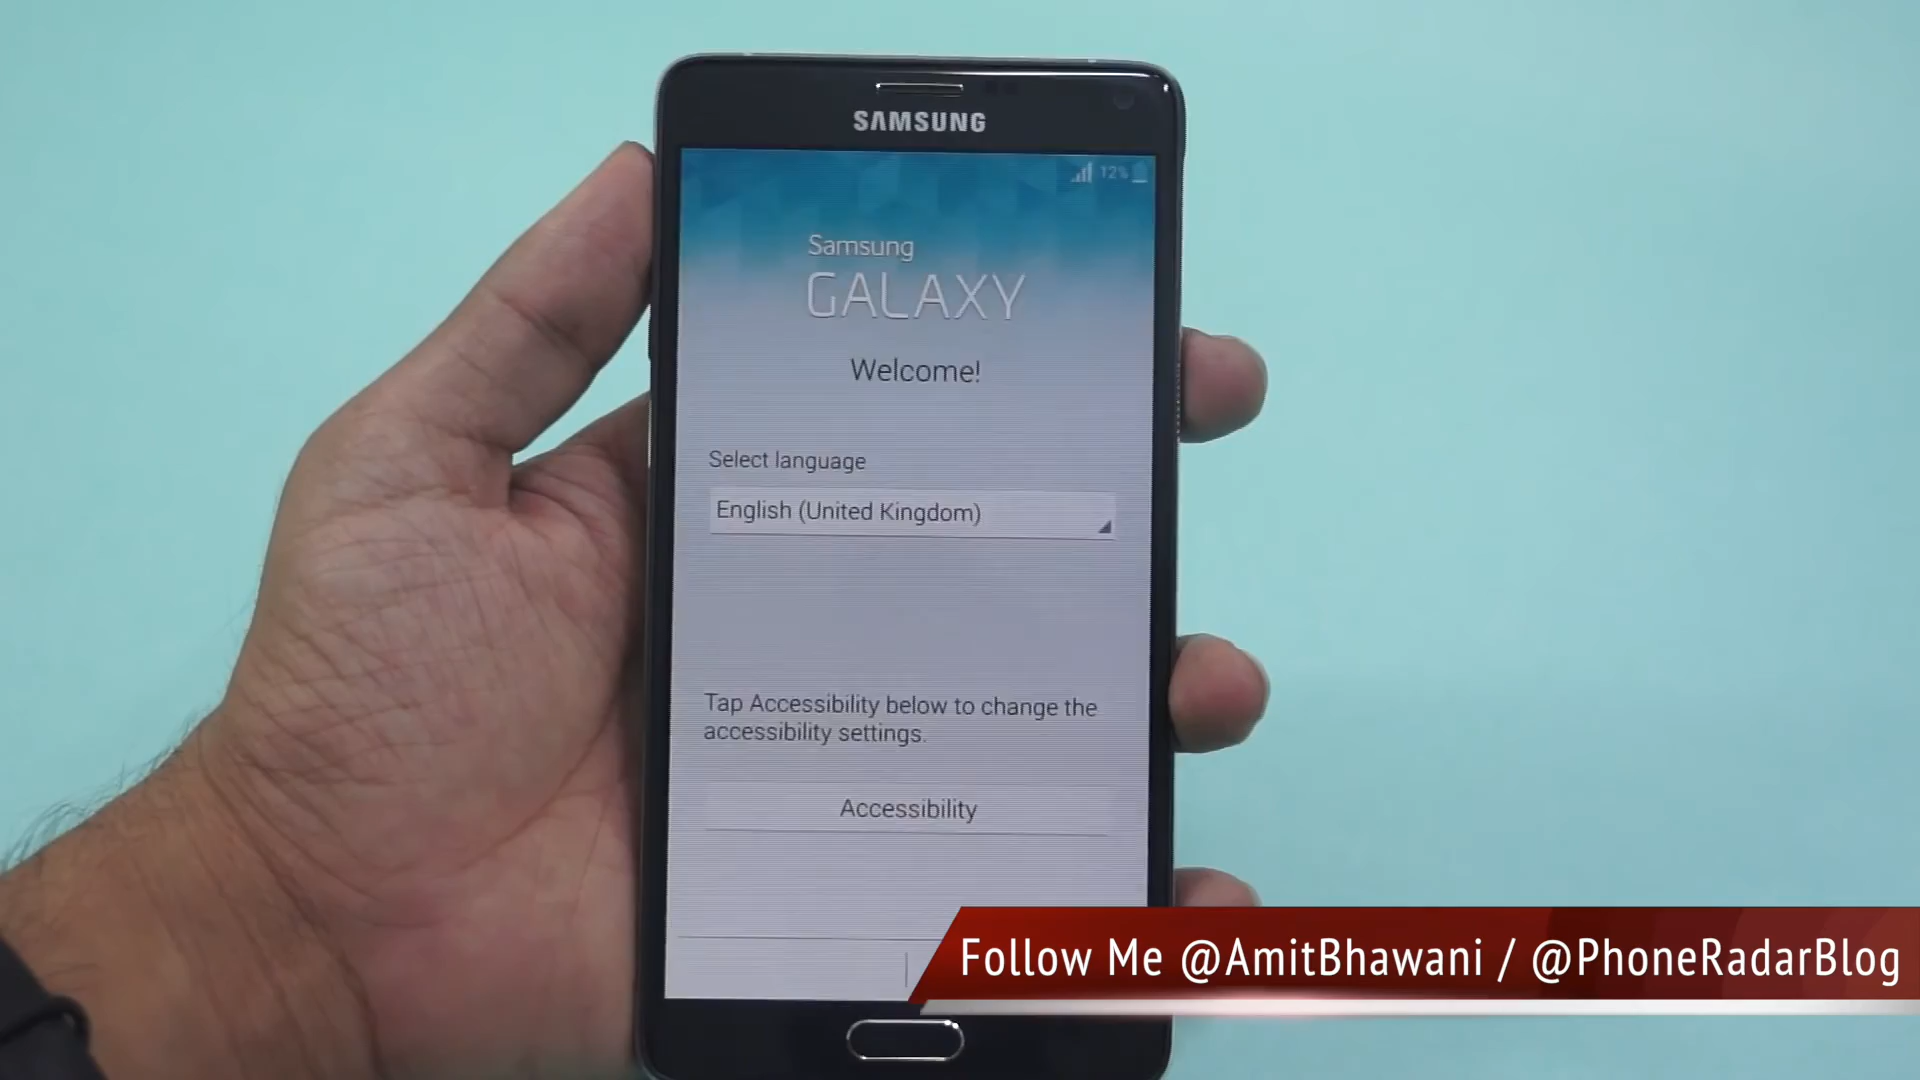 SAMSUNG
12%
Samsung
GALAXY
Welcome!
Select language
English (United Kingdom)
Tap Accessibility below to change the
accessibility settings.
Accessibility
Follow Me @AmitBhawani / @PhoneRadarBlog